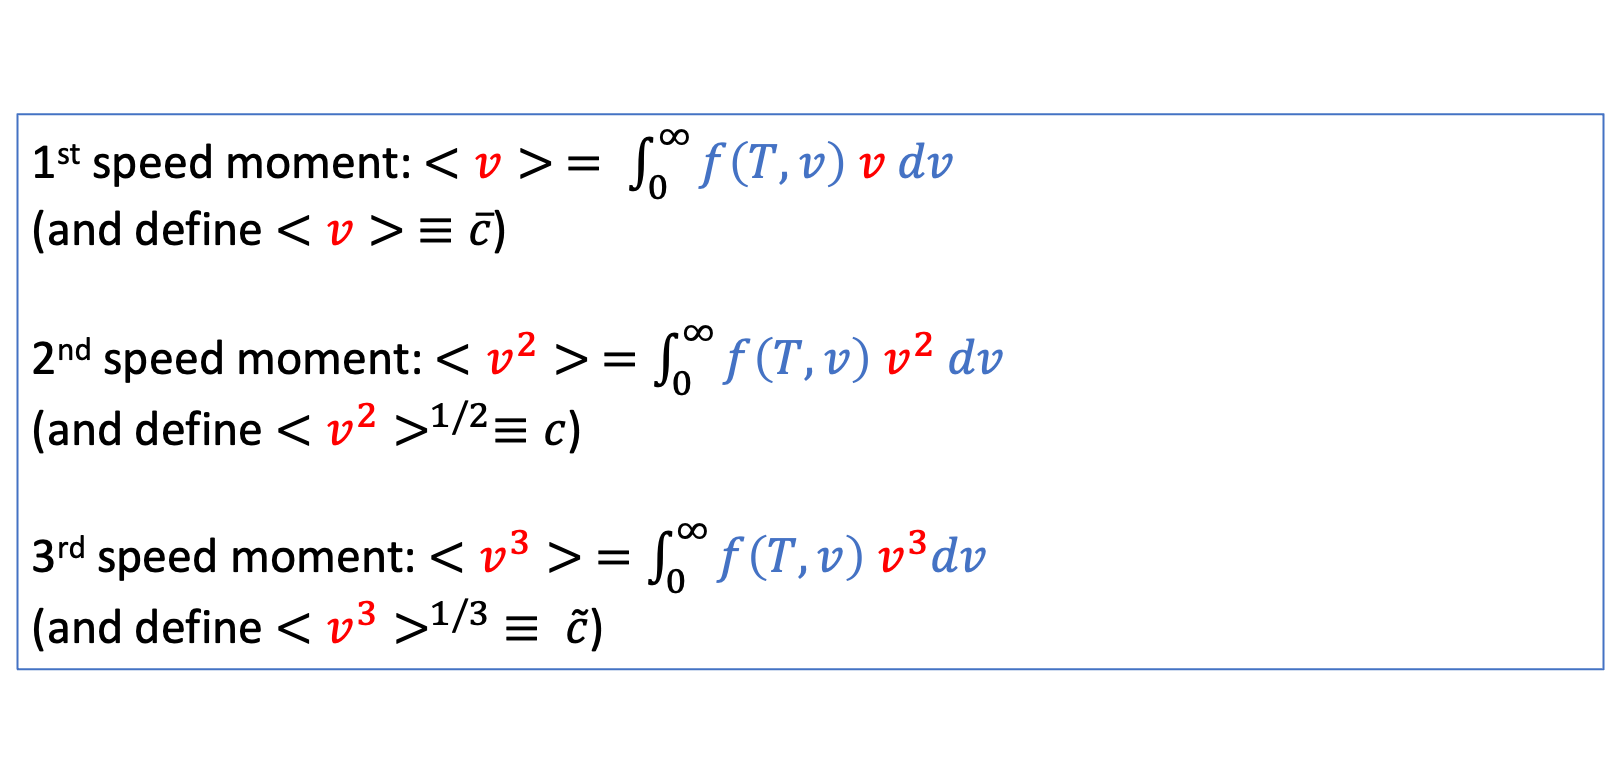 1st speed moment: < v > = ∫₀^∞ f(T, v) v dv
(and define < v > ≡ c̄)
2nd speed moment: < v² > = ∫₀^∞ f(T, v) v² dv
(and define < v² >^1/2 ≡ c)
3rd speed moment: < v³ > = ∫₀^∞ f(T, v) v³dv
(and define < v³ >^1/3 ≡ c̃)